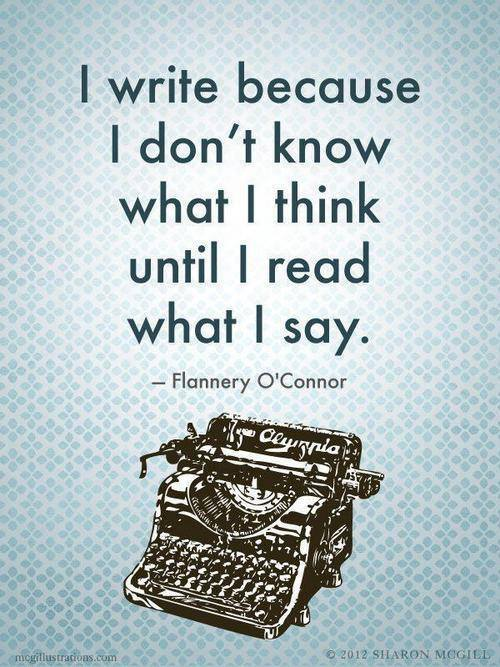 I write because
I don’t know
what I think
until I read
what I say.
— Flannery O'Connor
Olympia
mcgillustrations.com
© 2012 SHARON MCGILL